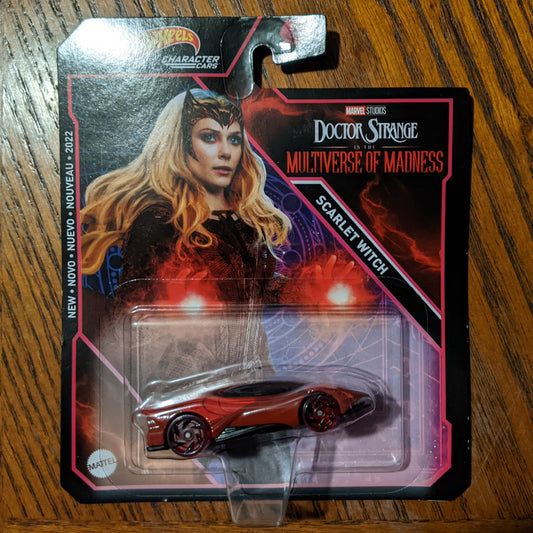 Wheels
CHARACTER
CARS
MARVEL STUDIOS
DOCTOR STRANGE
IN THE
MULTIVERSE OF MADNESS
SCARLET WITCH
NEW • NOVO • NUEVO • NOUVEAU • 2022
MATTEL